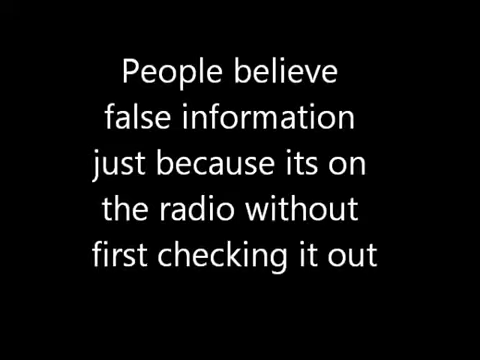 People believe
false information
just because its on
the radio without
first checking it out